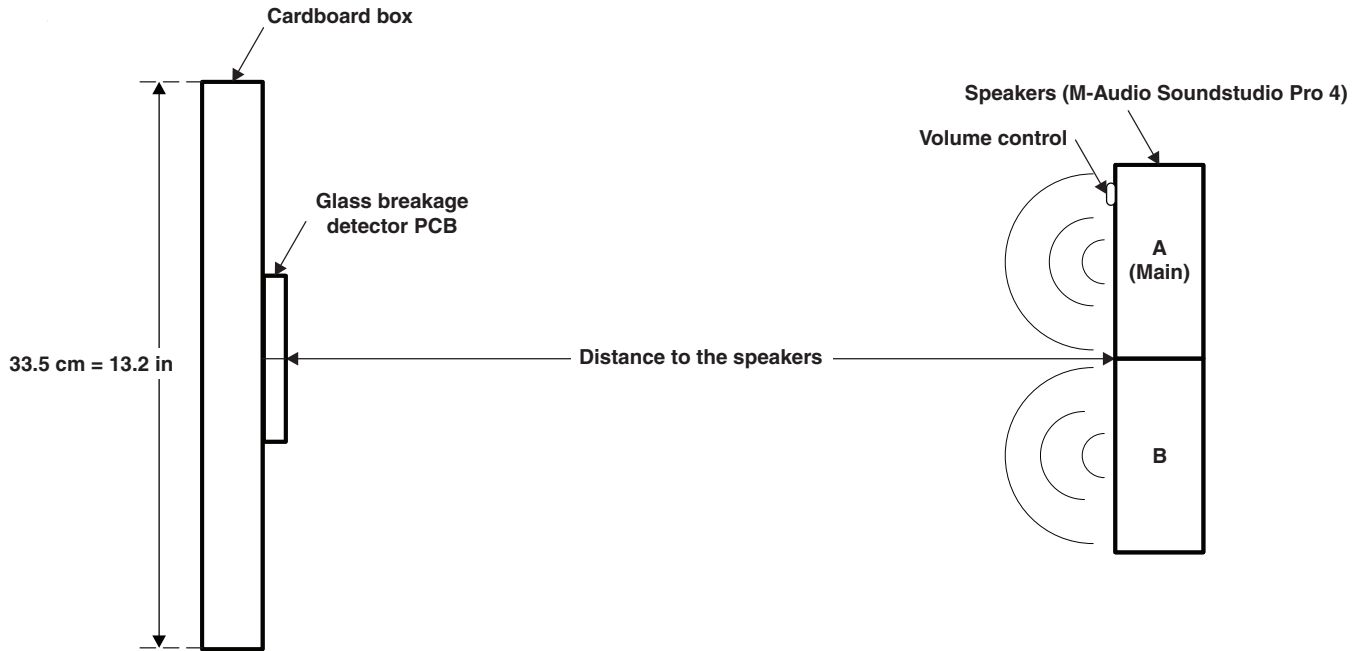 Cardboard box
Speakers (M-Audio Soundstudio Pro 4)
Volume control
Glass breakage
detector PCB
A
(Main)
33.5 cm = 13.2 in
Distance to the speakers
B